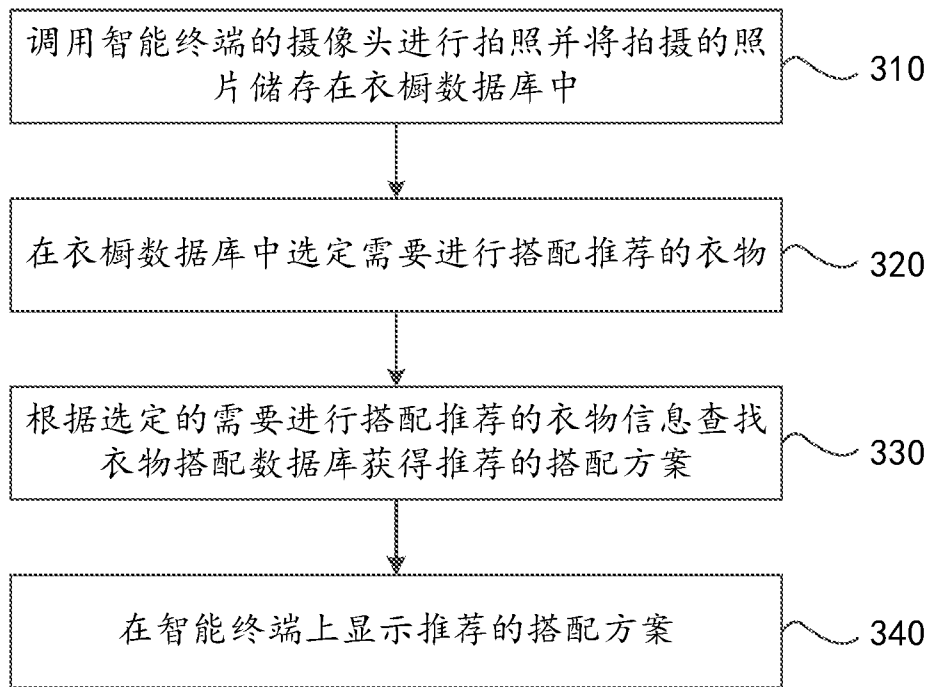 调用智能终端的摄像头进行拍照并将拍摄的照
片储存在衣橱数据库中
310
在衣橱数据库中选定需要进行搭配推荐的衣物
320
根据选定的需要进行搭配推荐的衣物信息查找
衣物搭配数据库获得推荐的搭配方案
330
在智能终端上显示推荐的搭配方案
340